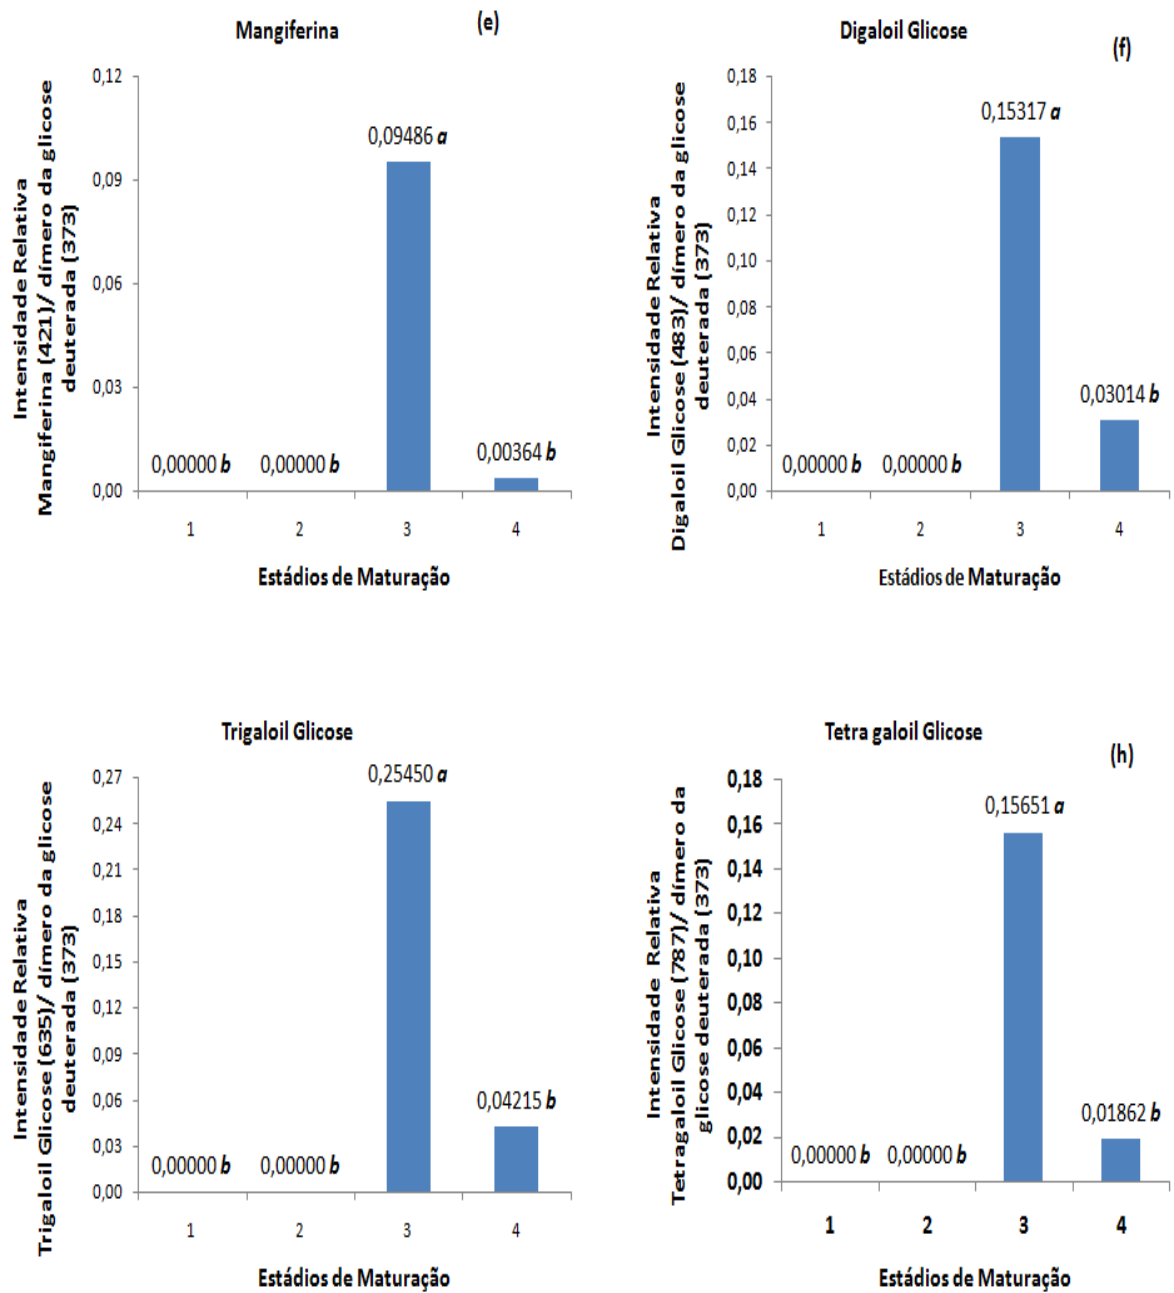 Mangiferina
(e)
Intensidade Relativa
Mangiferina (421)/ dímero da glicose
deuterada (373)
0,12
0,09
0,06
0,03
0,00
0,00000 b
0,00000 b
0,09486 a
0,00364 b
1 2 3 4
Estádios de Maturação
Digaloil Glicose
(f)
Intensidade Relativa
Digaloil Glicose (483)/ dímero da glicose
deuterada (373)
0,18
0,16
0,14
0,12
0,10
0,08
0,06
0,04
0,02
0,00
0,00000 b
0,00000 b
0,15317 a
0,03014 b
1 2 3 4
Estádios de Maturação
Trigaloil Glicose
Intensidade Relativa
Trigaloil Glicose (635)/ dímero da glicose
deuterada (373)
0,27
0,24
0,21
0,18
0,15
0,12
0,09
0,06
0,03
0,00
0,00000 b
0,00000 b
0,25450 a
0,04215 b
1 2 3 4
Estádios de Maturação
Tetra galoil Glicose
(h)
Intensidade Relativa
Tetragaloil Glicose (787)/ dímero da
glicose deuterada (373)
0,18
0,16
0,14
0,12
0,10
0,08
0,06
0,04
0,02
0,00
0,00000 b
0,00000 b
0,15651 a
0,01862 b
1 2 3 4
Estádios de Maturação